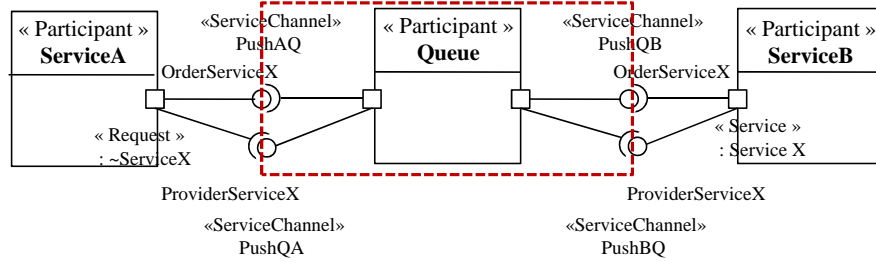 «ServiceChannel»
PushAQ
«ServiceChannel»
PushQB
« Participant »
ServiceA
« Participant »
Queue
« Participant »
ServiceB
OrderServiceX
OrderServiceX
« Request »
: ~ServiceX
« Service »
: Service X
ProviderServiceX
ProviderServiceX
«ServiceChannel»
PushQA
«ServiceChannel»
PushBQ